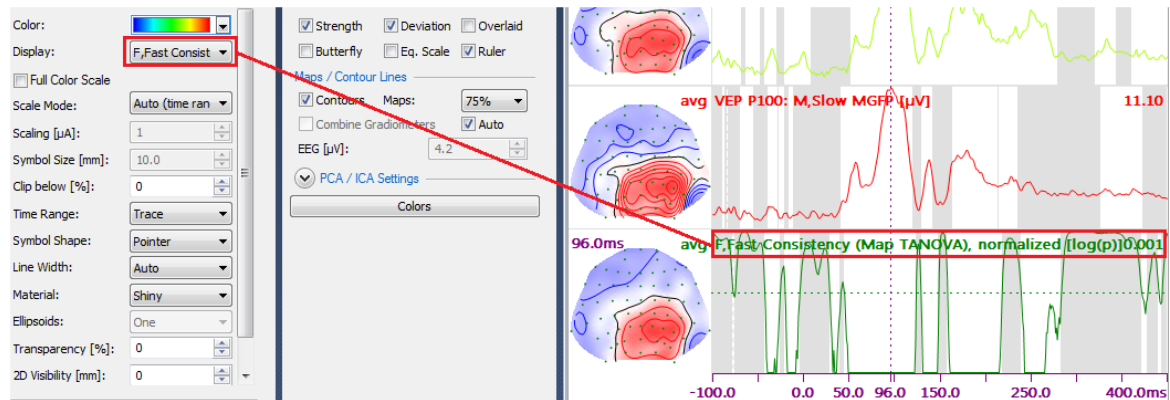 Color:
Display: F,Fast Consist
Full Color Scale
Scale Mode: Auto (time ran
Scaling [µA]: 1
Symbol Size [mm]: 10.0
Clip below [%]: 0
Time Range: Trace
Symbol Shape: Pointer
Line Width: Auto
Material: Shiny
Ellipsoids: One
Transparency [%]: 0
2D Visibility [mm]: 0
Strength Deviation Overlaid
Butterfly Eq. Scale Ruler
Maps / Contour Lines
Contours Maps: 75%
Combine Gradiometers Auto
EEG [µV]: 4.2
PCA / ICA Settings
Colors
avg VEP P100: M,Slow MGFP [µV] 11.10
96.0ms avg F,Fast Consistency (Map TANOVA), normalized [log(p)]0.001
-100.0 0.0 50.0 96.0 150.0 250.0 400.0ms